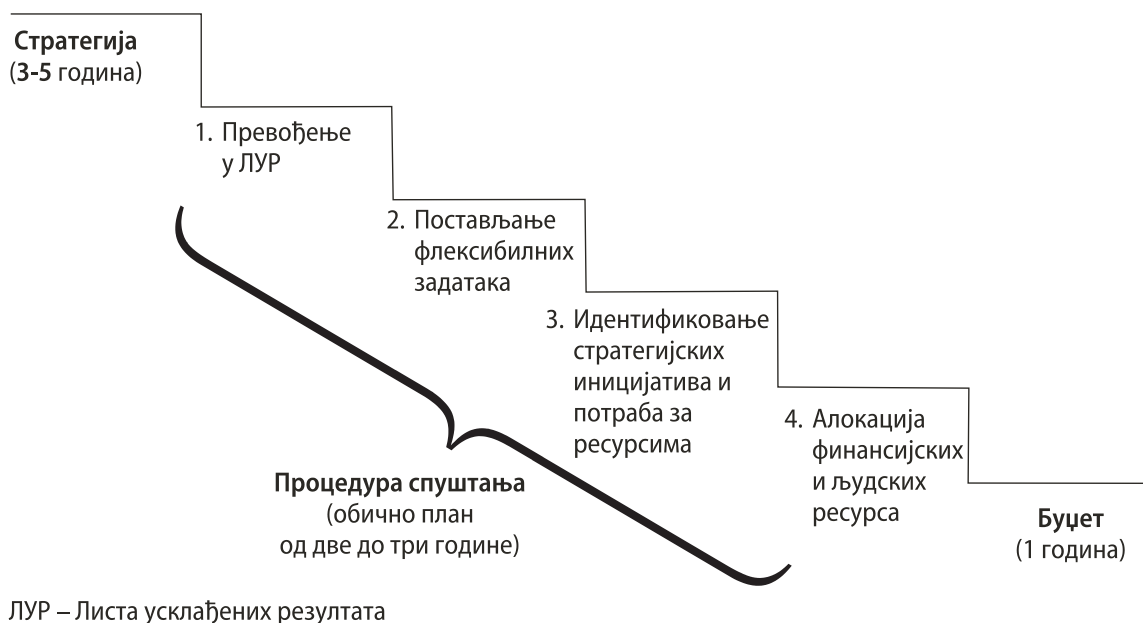 Стратегија
(3-5 година)
1. Превођење
у ЛУР
2. Постављање
флексибилних
задатака
3. Идентификовање
стратегијских
иницијатива и
потраба за
ресурсима
4. Алокација
финансијских
и људских
ресурса
Процедура спуштања
(обично план
од две до три године)
Буџет
(1 година)
ЛУР – Листа усклађених резултата